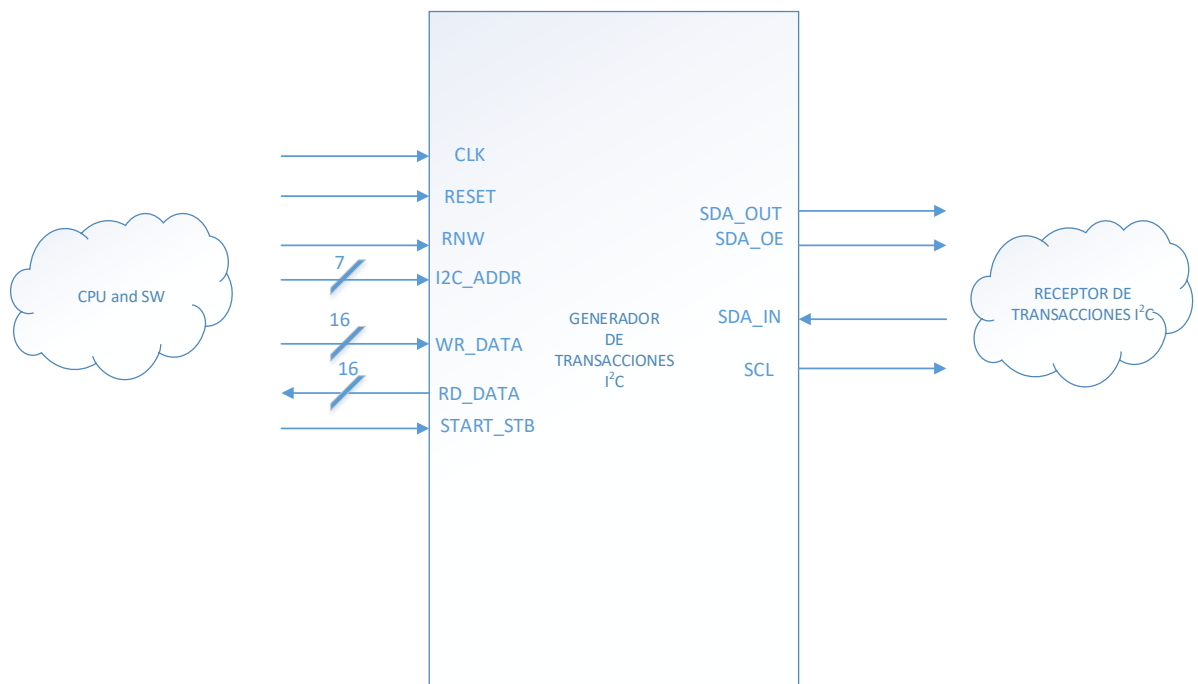 CLK
RESET
RNW
7
I2C_ADDR
16
WR_DATA
16
RD_DATA
START_STB
CPU and SW
GENERADOR
DE
TRANSACCIONES
I²C
SDA_OUT
SDA_OE
SDA_IN
SCL
RECEPTOR DE
TRANSACCIONES I²C